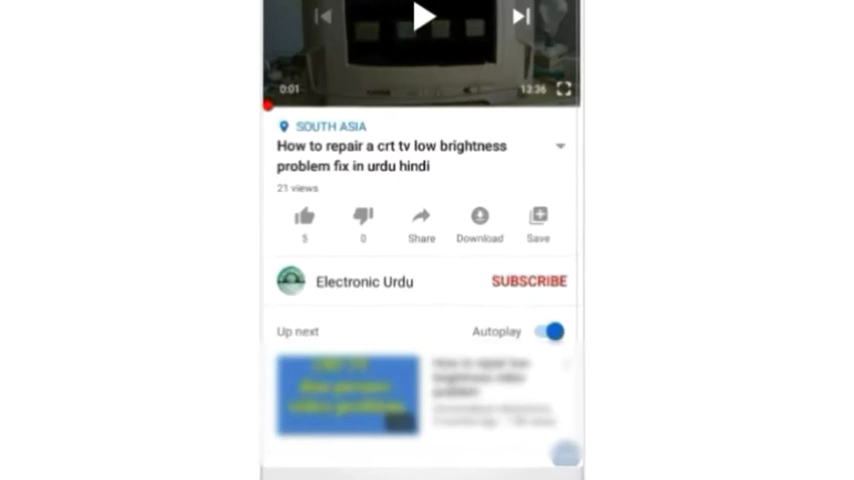 0:01 13:36
SOUTH ASIA
How to repair a crt tv low brightness
problem fix in urdu hindi
21 views
5 0 Share Download Save
Electronic Urdu SUBSCRIBE
Up next Autoplay